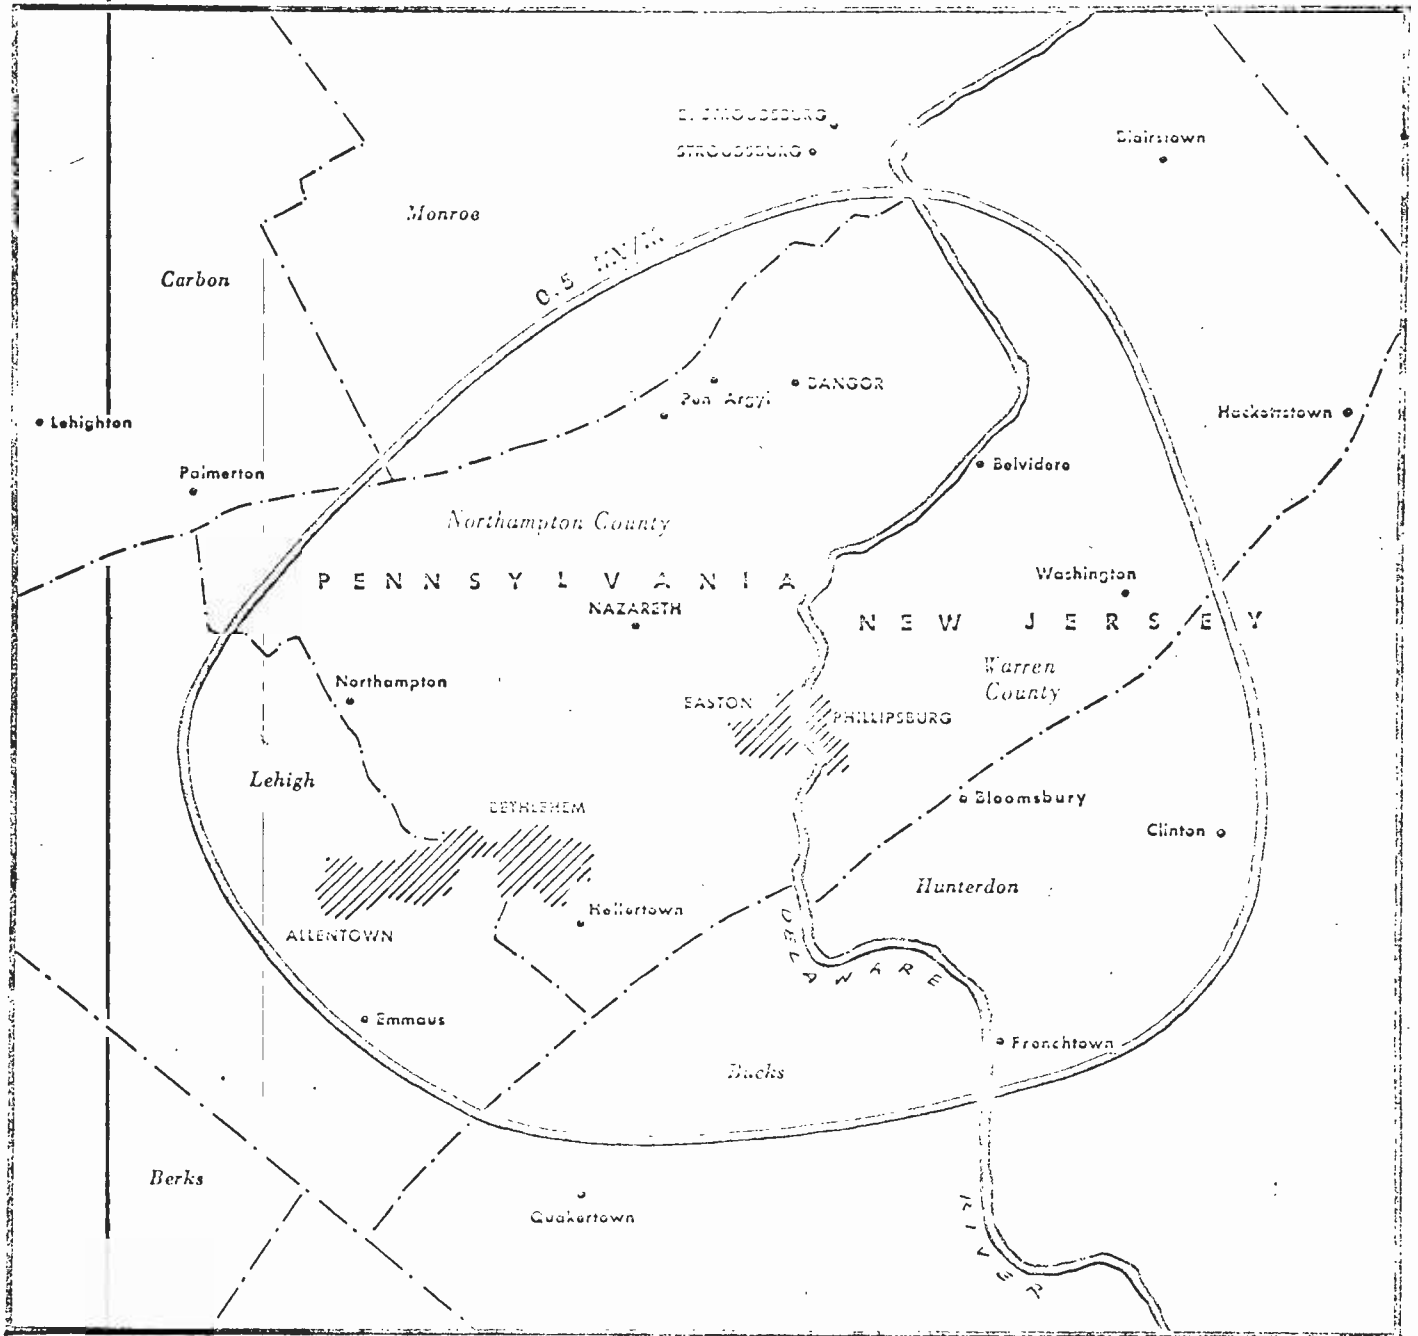 E. STROUDSBURG
STROUDSBURG
Blairstown
Monroe
0.5 MV/M
Carbon
Pen Argyl
BANGOR
Hackettstown
Lehighton
Belvidere
Palmerton
Northampton County
PENNSYLVANIA
Washington
NAZARETH
NEW JERSEY
Warren
County
Northampton
EASTON
PHILLIPSBURG
Lehigh
BETHLEHEM
Bloomsbury
Clinton
Hunterdon
Hellertown
ALLENTOWN
DELAWARE
Emmaus
Frenchtown
Bucks
Berks
Quakertown
RIVER